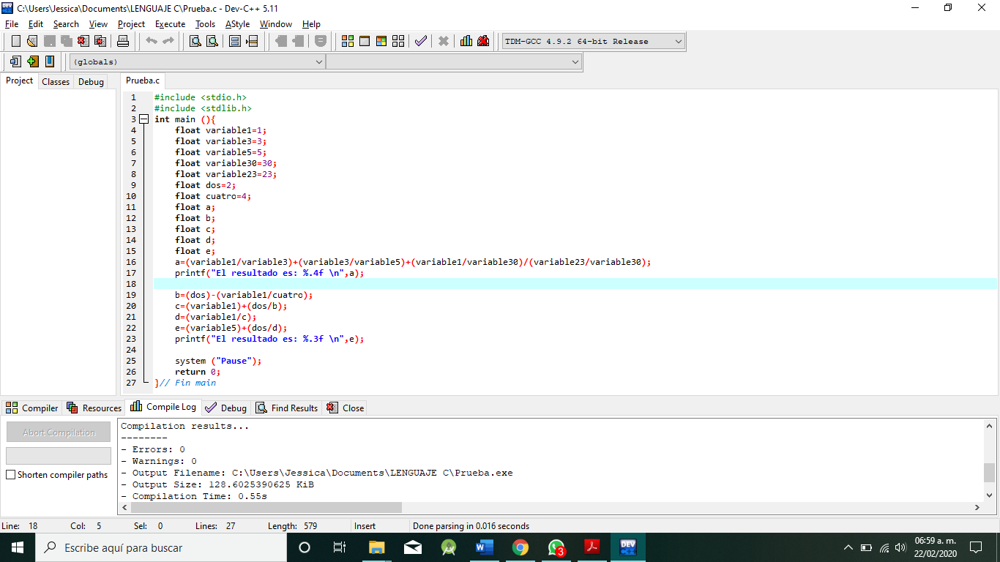 C:\Users\Jessica\Documents\LENGUAJE C\Prueba.c - Dev-C++ 5.11
File Edit Search View Project Execute Tools AStyle Window Help
TDM-GCC 4.9.2 64-bit Release
(globals)
Project Classes Debug
Prueba.c
1 #include <stdio.h>
2 #include <stdlib.h>
3 int main (){
4 float variable1=1;
5 float variable3=3;
6 float variable5=5;
7 float variable30=30;
8 float variable23=23;
9 float dos=2;
10 float cuatro=4;
11 float a;
12 float b;
13 float c;
14 float d;
15 float e;
16 a=(variable1/variable3)+(variable3/variable5)+(variable1/variable30)/(variable23/variable30);
17 printf("El resultado es: %.4f \n",a);
18
19 b=(dos)-(variable1/cuatro);
20 c=(variable1)+(dos/b);
21 d=(variable1/c);
22 e=(variable5)+(dos/d);
23 printf("El resultado es: %.3f \n",e);
24
25 system ("Pause");
26 return 0;
27 }// Fin main
Compiler Resources Compile Log Debug Find Results Close
Abort Compilation
Shorten compiler paths
Compilation results...
--------
- Errors: 0
- Warnings: 0
- Output Filename: C:\Users\Jessica\Documents\LENGUAJE C\Prueba.exe
- Output Size: 128.6025390625 KiB
- Compilation Time: 0.55s
Line: 18 Col: 5 Sel: 0 Lines: 27 Length: 579 Insert Done parsing in 0.016 seconds
Escribe aquí para buscar
3
DEV
06:59 a. m.
22/02/2020